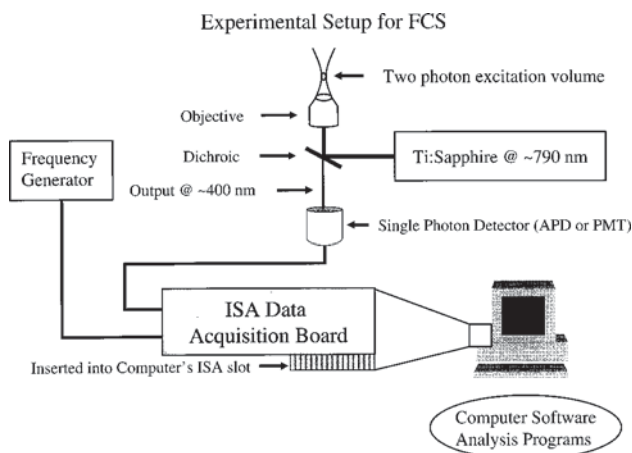 Experimental Setup for FCS
Two photon excitation volume
Objective
Dichroic
Ti:Sapphire @ ~790 nm
Frequency
Generator
Output @ ~400 nm
Single Photon Detector (APD or PMT)
ISA Data
Acquisition Board
Inserted into Computer's ISA slot
Computer Software
Analysis Programs